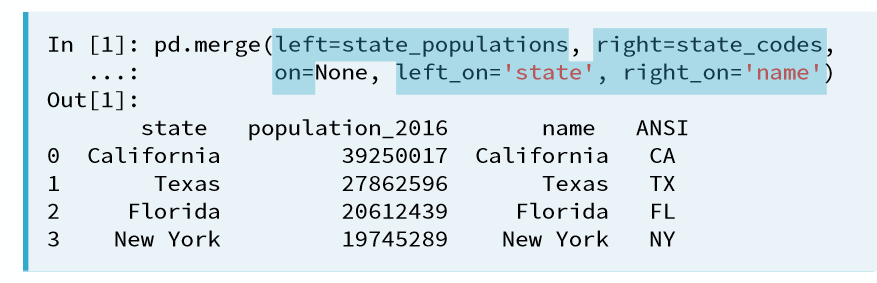 In [1]: pd.merge(left=state_populations, right=state_codes,
   ...:          on=None, left_on='state', right_on='name')
Out[1]:
       state   population_2016       name   ANSI
0  California         39250017  California   CA
1       Texas         27862596       Texas   TX
2     Florida         20612439     Florida   FL
3    New York         19745289    New York   NY